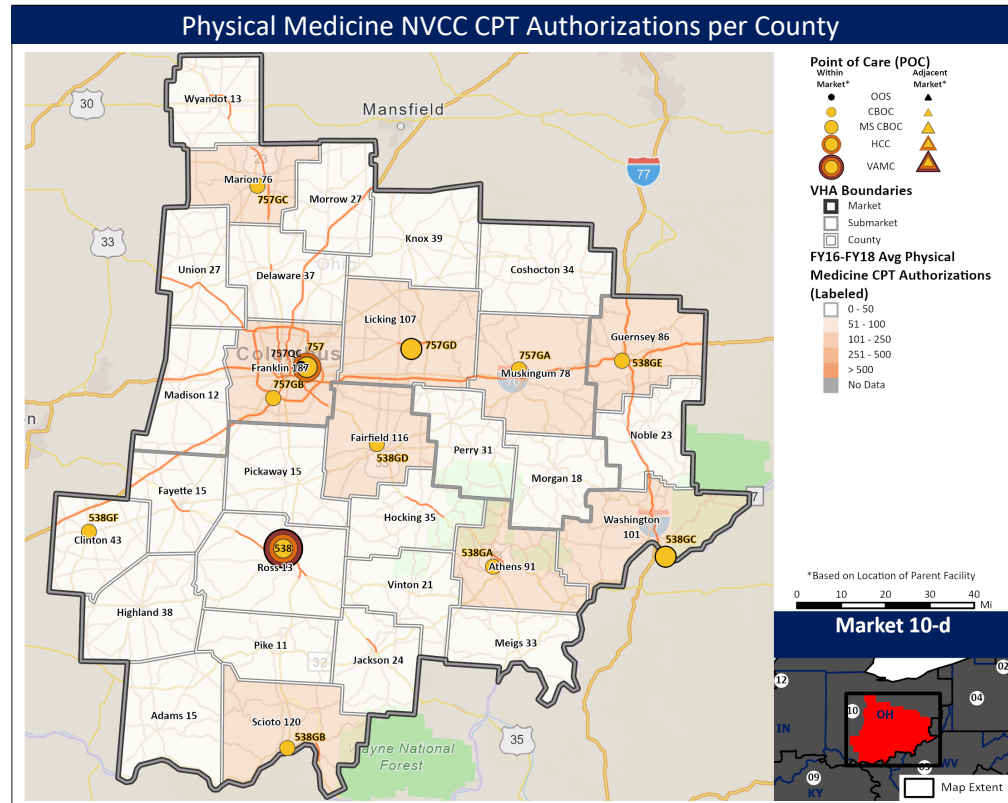 Physical Medicine NVCC CPT Authorizations per County
Wyandot 13
30
Mansfield
77
23
Marion 76
757GC
Morrow 27
33
Knox 39
Union 27
Delaware 37
Ohio
Coshocton 34
Licking 107
757GD
757GA
Muskingum 78
70
Guernsey 86
538GE
Columbus
757QC
757
Franklin 187
757GB
Madison 12
on
Fairfield 116
33
538GD
Perry 31
Noble 23
Pickaway 15
Morgan 18
Fayette 15
Hocking 35
Washington
101
7
538GF
Clinton 43
538
Ross 13
538GA
Athens 91
538GC
Vinton 21
Highland 38
Pike 11
32
Jackson 24
Meigs 33
Adams 15
Scioto 120
538GB
Wayne National
Forest
35
Point of Care (POC)
Within
Market*
Adjacent
Market*
OOS
CBOC
MS CBOC
HCC
VAMC
VHA Boundaries
Market
Submarket
County
FY16-FY18 Avg Physical
Medicine CPT Authorizations
(Labeled)
0 - 50
51 - 100
101 - 250
251 - 500
> 500
No Data
*Based on Location of Parent Facility
0 10 20 30 40
Mi
Market 10-d
12
02
10
OH
04
IN
WV
09
KY
Map Extent